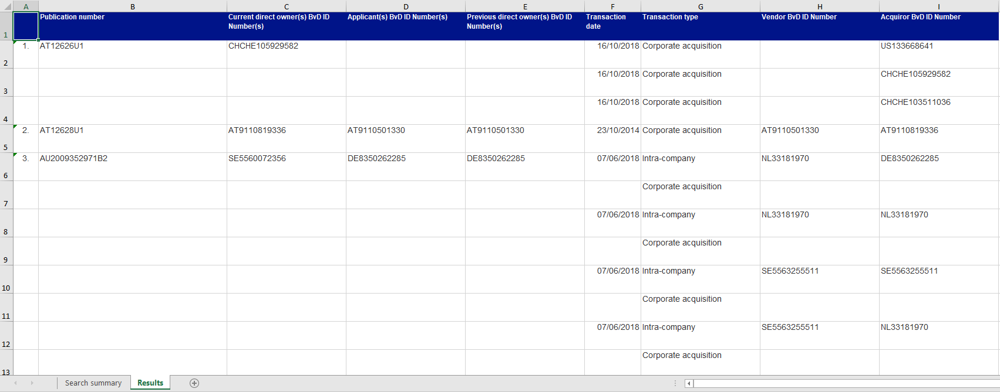 A B C D E F G H I
1 Publication number Current direct owner(s) BvD ID Number(s) Applicant(s) BvD ID Number(s) Previous direct owner(s) BvD ID Number(s) Transaction date Transaction type Vendor BvD ID Number Acquiror BvD ID Number
2 1. AT12626U1 CHCHE105929582 16/10/2018 Corporate acquisition US133668641
3 16/10/2018 Corporate acquisition CHCHE105929582
4 16/10/2018 Corporate acquisition CHCHE103511036
5 2. AT12628U1 AT9110819336 AT9110501330 AT9110501330 23/10/2014 Corporate acquisition AT9110501330 AT9110819336
6 3. AU2009352971B2 SE5560072356 DE8350262285 DE8350262285 07/06/2018 Intra-company NL33181970 DE8350262285
7 Corporate acquisition
8 07/06/2018 Intra-company NL33181970 NL33181970
9 Corporate acquisition
10 07/06/2018 Intra-company SE5563255511 SE5563255511
11 Corporate acquisition
12 07/06/2018 Intra-company SE5563255511 NL33181970
13 Corporate acquisition
Search summary Results